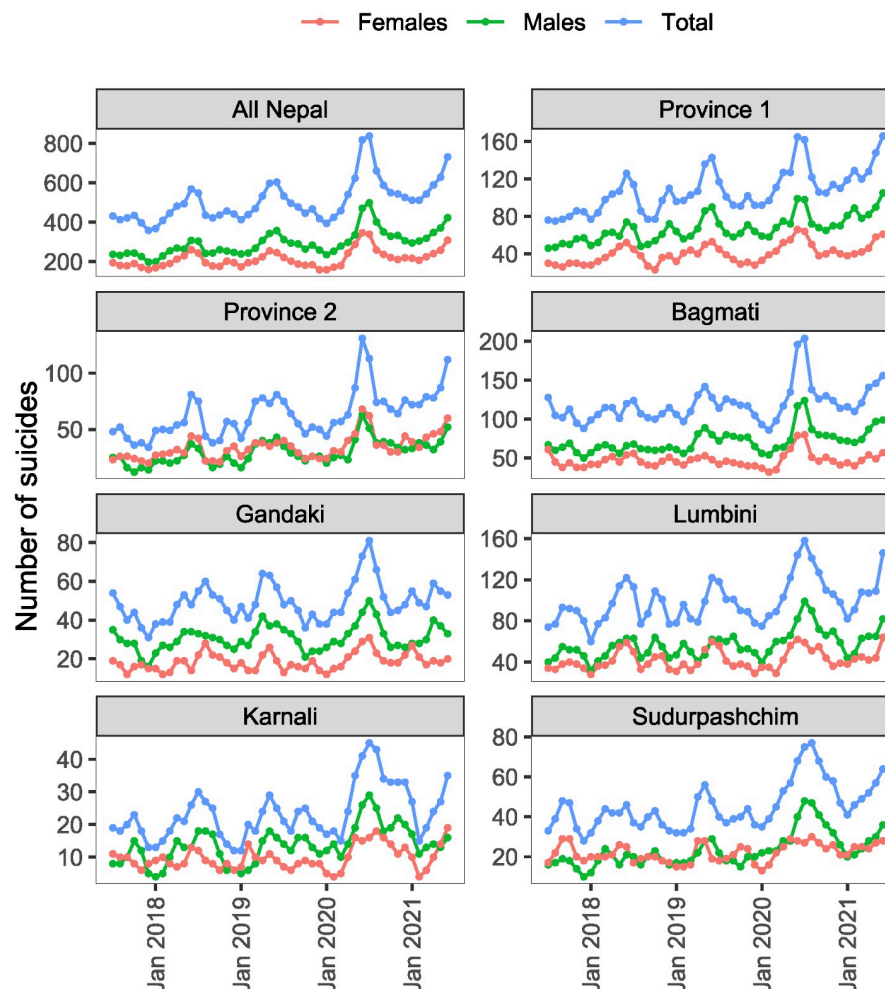 Females Males Total
Number of suicides
All Nepal
800
600
400
200
Province 1
160
120
80
40
Province 2
100
50
Bagmati
200
150
100
50
Gandaki
80
60
40
20
Lumbini
160
120
80
40
Karnali
40
30
20
10
Sudurpashchim
80
60
40
20
Jan 2018
Jan 2019
Jan 2020
Jan 2021
Jan 2018
Jan 2019
Jan 2020
Jan 2021